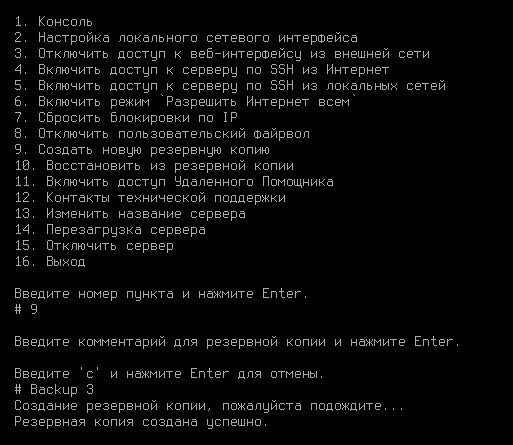 1. Консоль
2. Настройка локального сетевого интерфейса
3. Отключить доступ к веб-интерфейсу из внешней сети
4. Включить доступ к серверу по SSH из Интернет
5. Включить доступ к серверу по SSH из локальных сетей
6. Включить режим `Разрешить Интернет всем`
7. Сбросить блокировки по IP
8. Отключить пользовательский файрвол
9. Создать новую резервную копию
10. Восстановить из резервной копии
11. Включить доступ Удаленного Помощника
12. Контакты технической поддержки
13. Изменить название сервера
14. Перезагрузка сервера
15. Отключить сервер
16. Выход
Введите номер пункта и нажмите Enter.
# 9
Введите комментарий для резервной копии и нажмите Enter.
Введите 'c' и нажмите Enter для отмены.
# Backup 3
Создание резервной копии, пожалуйста подождите...
Резервная копия создана успешно.